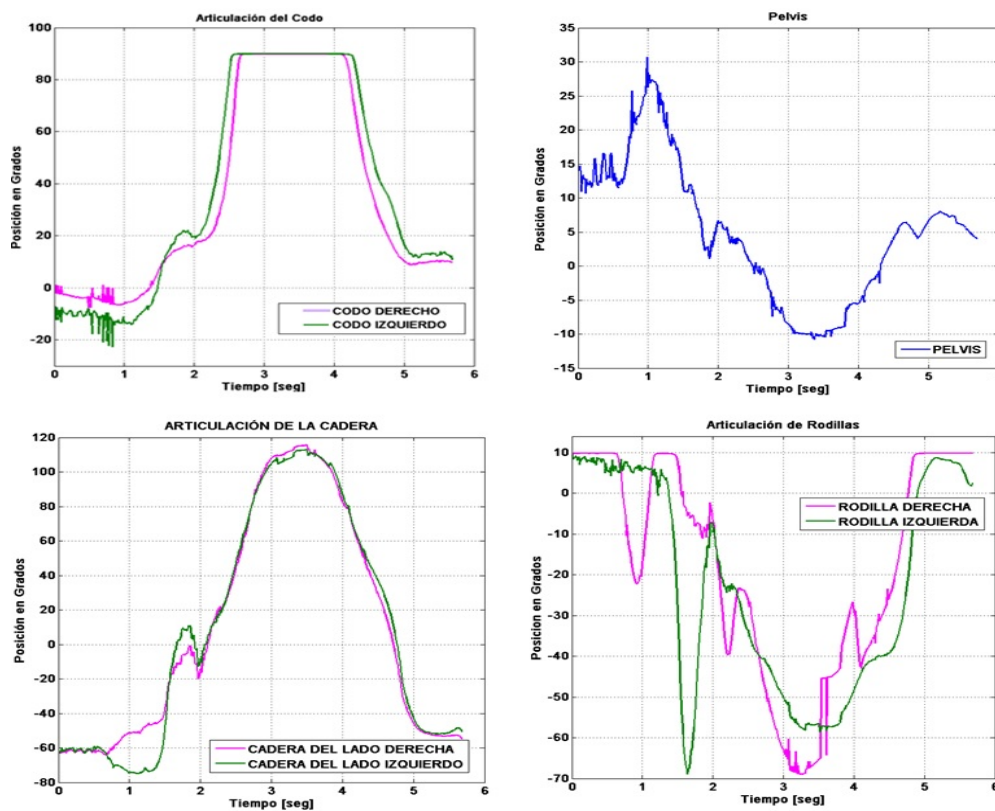 Articulación del Codo
Posición en Grados
100
80
60
40
20
0
-20
CODO DERECHO
CODO IZQUIERDO
0 1 2 3 4 5 6
Tiempo [seg]
Pelvis
Posición en Grados
35
30
25
20
15
10
5
0
-5
-10
-15
PELVIS
0 1 2 3 4 5
Tiempo [seg]
ARTICULACIÓN DE LA CADERA
Posición en Grados
120
100
80
60
40
20
0
-20
-40
-60
-80
CADERA DEL LADO DERECHA
CADERA DEL LADO IZQUIERDO
0 1 2 3 4 5 6
Tiempo [seg]
Articulación de Rodillas
Posicion en Grados
10
0
-10
-20
-30
-40
-50
-60
-70
RODILLA DERECHA
RODILLA IZQUIERDA
0 1 2 3 4 5 6
Tiempo [seg]